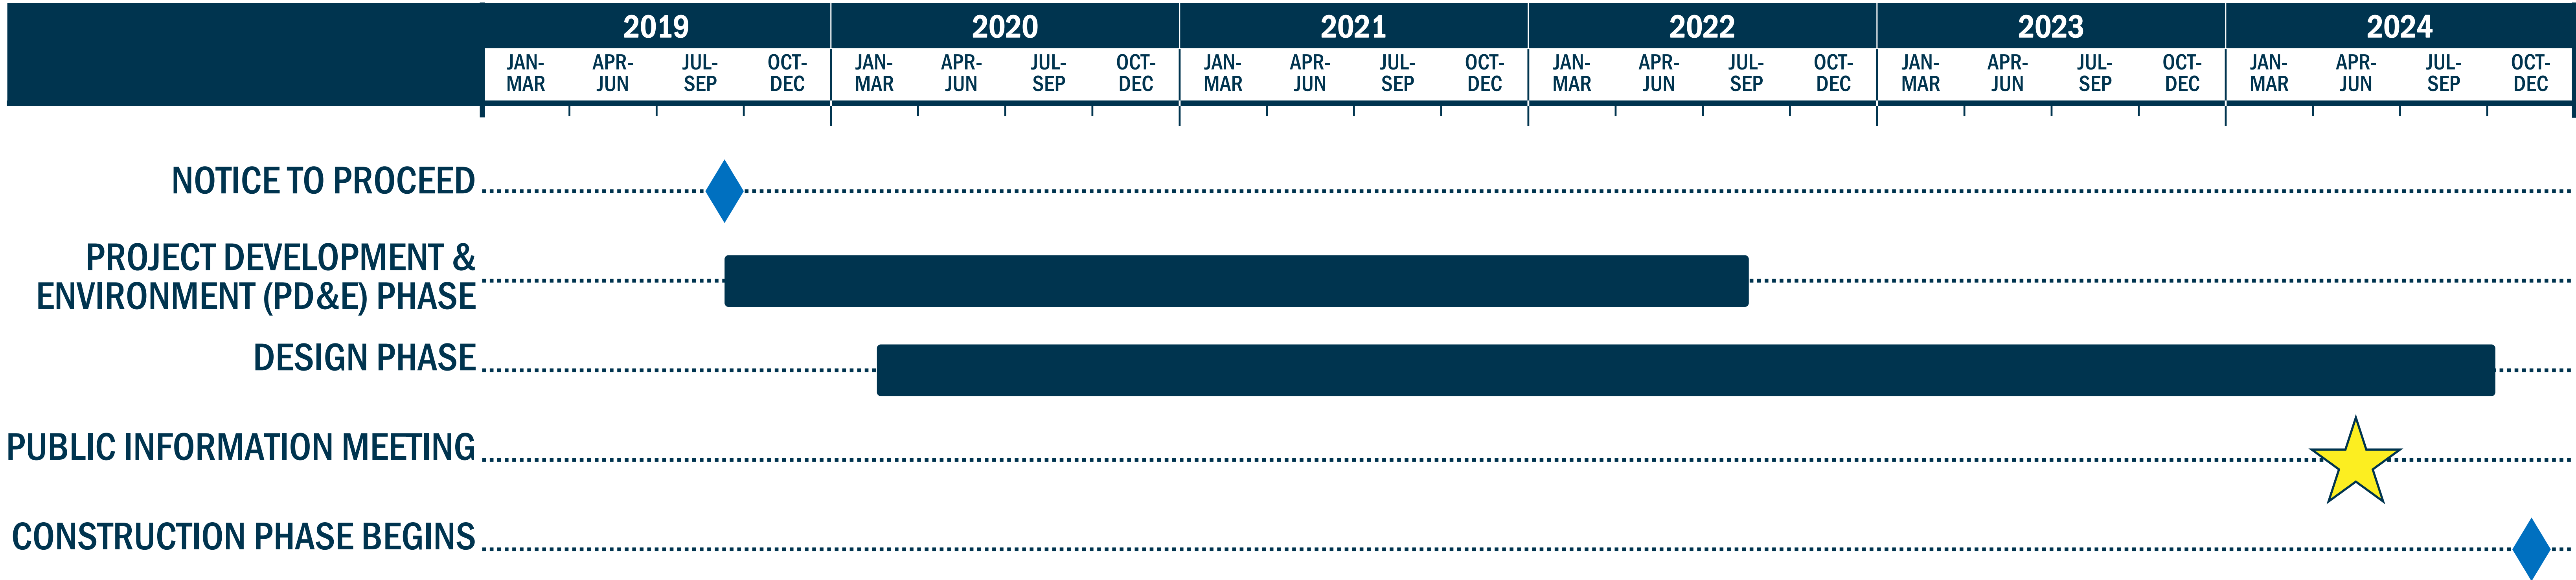 2019 2020 2021 2022 2023 2024
JAN- APR- JUL- OCT- JAN- APR- JUL- OCT- JAN- APR- JUL- OCT- JAN- APR- JUL- OCT- JAN- APR- JUL- OCT- JAN- APR- JUL- OCT-
MAR JUN SEP DEC MAR JUN SEP DEC MAR JUN SEP DEC MAR JUN SEP DEC MAR JUN SEP DEC MAR JUN SEP DEC
NOTICE TO PROCEED
PROJECT DEVELOPMENT &
ENVIRONMENT (PD&E) PHASE
DESIGN PHASE
PUBLIC INFORMATION MEETING
CONSTRUCTION PHASE BEGINS